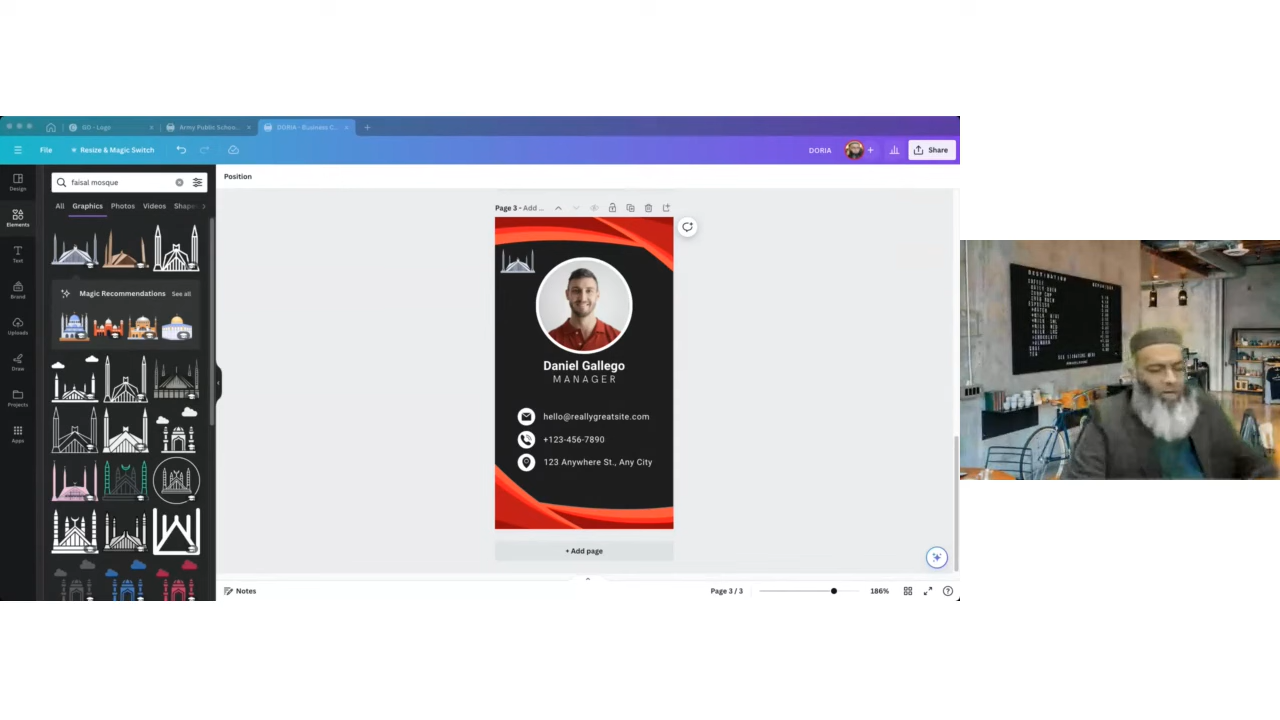 GO - Logo
Army Public Schoo...
DORIA - Business C...
File
Resize & Magic Switch
DORIA
Share
Design
Elements
Text
Brand
Uploads
Draw
Projects
Apps
faisal mosque
All
Graphics
Photos
Videos
Shapes
Magic Recommendations
See all
Position
Page 3 - Add ...
Daniel Gallego
MANAGER
hello@reallygreatsite.com
+123-456-7890
123 Anywhere St., Any City
+ Add page
Notes
Page 3 / 3
186%